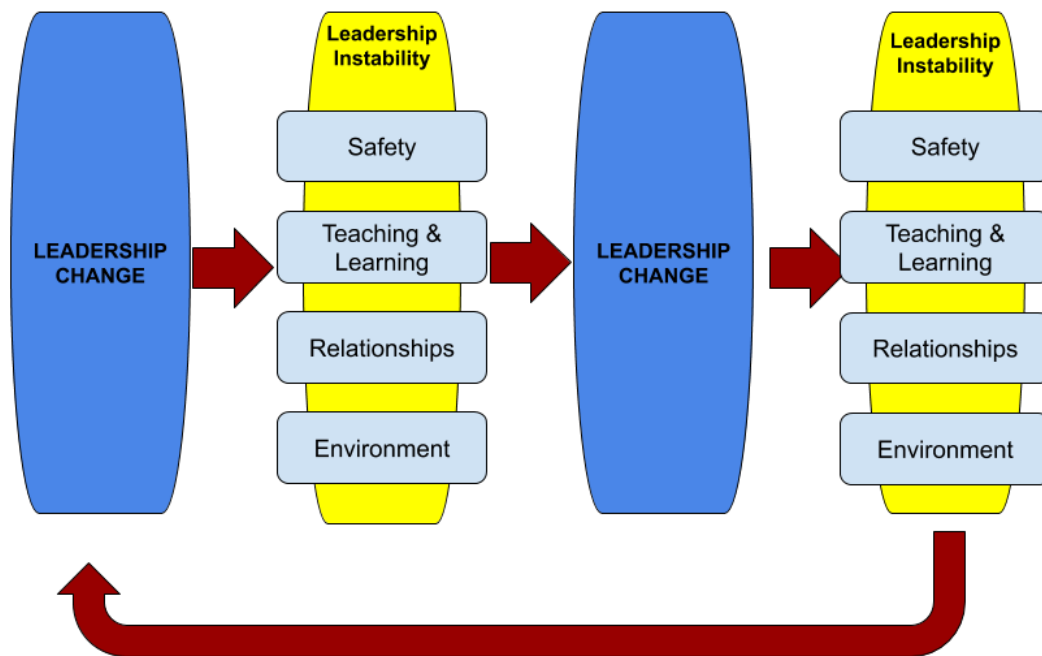 LEADERSHIP
CHANGE
Leadership
Instability
Safety
Teaching &
Learning
Relationships
Environment
LEADERSHIP
CHANGE
Leadership
Instability
Safety
Teaching &
Learning
Relationships
Environment